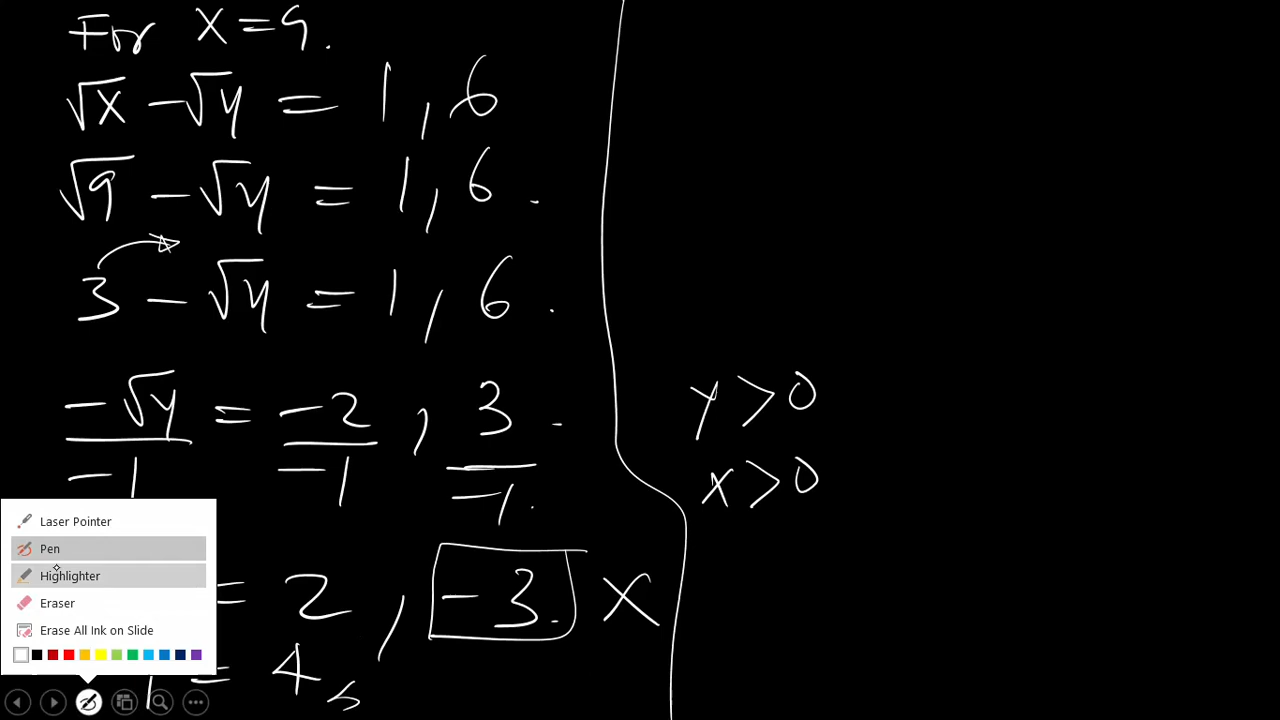 For x = 9.
√x − √y = 1, 6
√9 − √y = 1, 6.
3 − √y = 1, 6.
−√y = −2, 3.
−1 −1 −1.
y > 0
x > 0
= 2, −3. X
= 4
Laser Pointer
Pen
Highlighter
Eraser
Erase All Ink on Slide